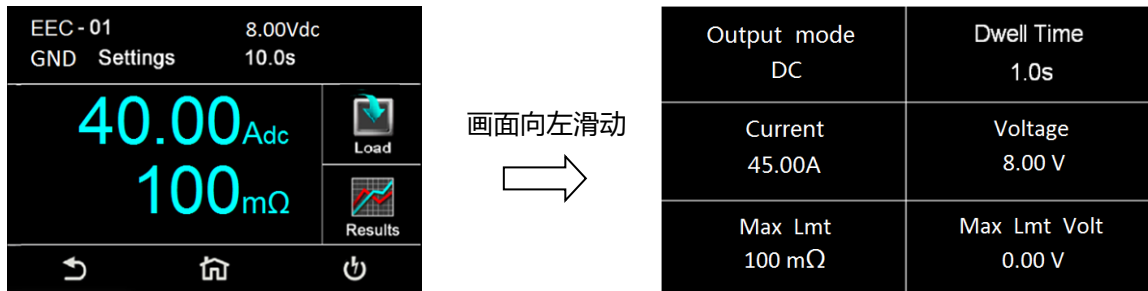 EEC - 01 8.00Vdc
GND Settings 10.0s
40.00Adc
100mΩ
Load
Results
画面向左滑动
Output mode
DC
Dwell Time
1.0s
Current
45.00A
Voltage
8.00 V
Max Lmt
100 mΩ
Max Lmt Volt
0.00 V